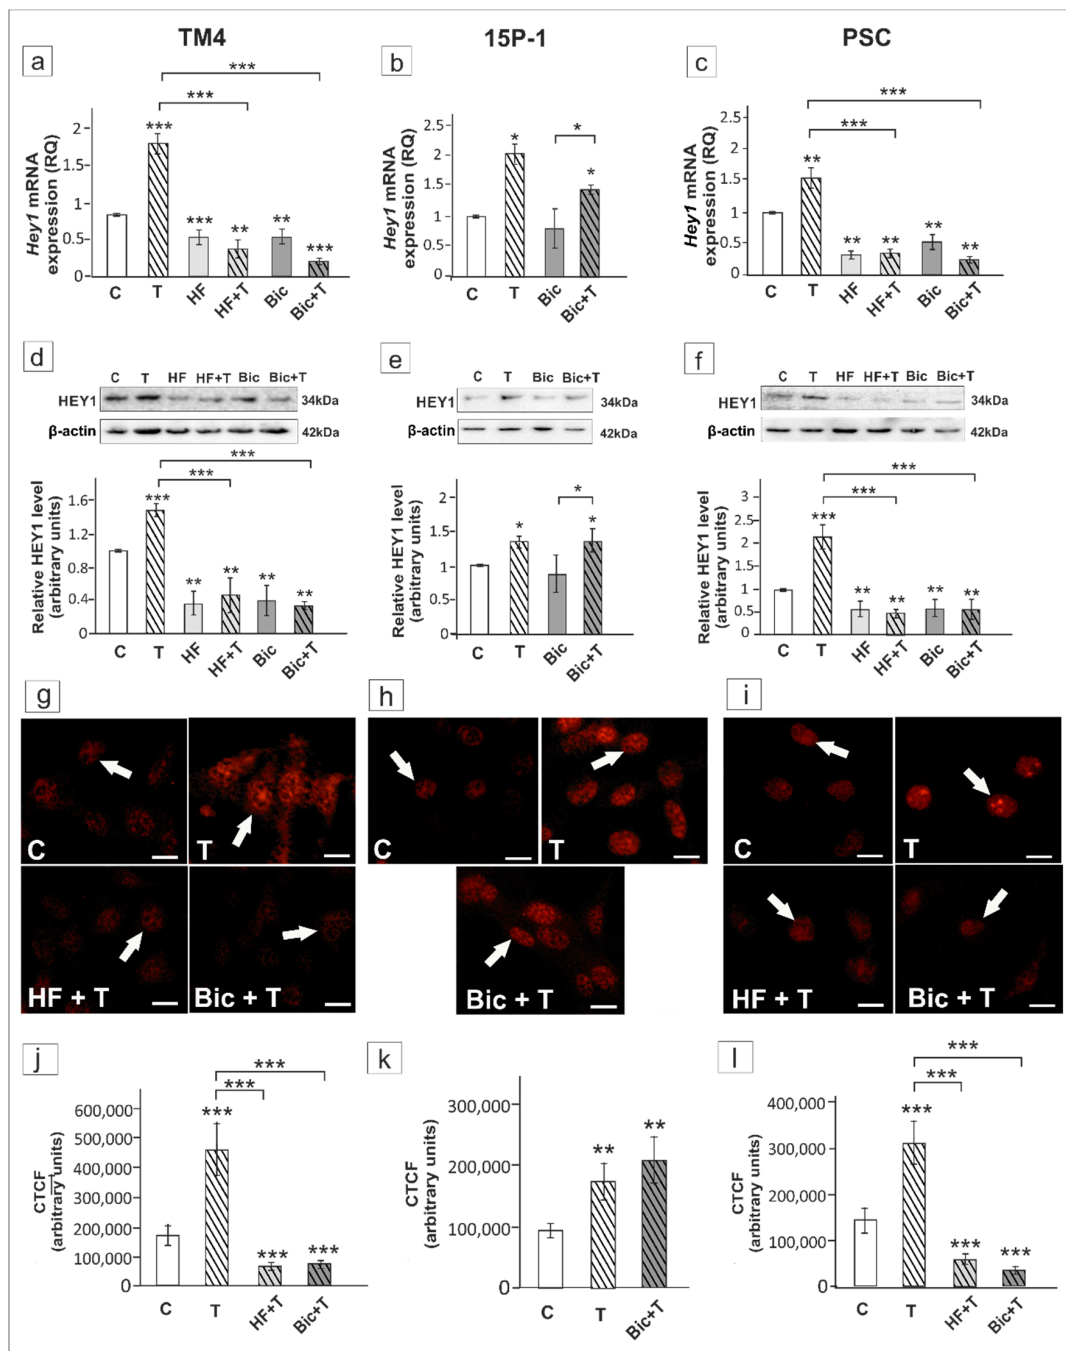 TM4 15P-1 PSC
a b c
*** * ***
*** * ***
Hey1 mRNA
expression (RQ)
2
1.5
1
0.5
0
*** *** ** ** *** 
C T HF HF+T Bic Bic+T
Hey1 mRNA
expression (RQ)
2.5
2
1.5
1
0.5
0
* *
C T Bic Bic+T
Hey1 mRNA
expression (RQ)
2.5
2
1.5
1
0.5
0
** ** ** ** **
C T HF HF+T Bic Bic+T
d e f
C T HF HF+T Bic Bic+T
HEY1 34kDa
β-actin 42kDa
C T Bic Bic+T
HEY1 34kDa
β-actin 42kDa
C T HF HF+T Bic Bic+T
HEY1 34kDa
β-actin 42kDa
***
***
Relative HEY1 level
(arbitrary units)
1.6
1.2
0.8
0.4
0
*** ** ** ** **
C T HF HF+T Bic Bic+T
*
Relative HEY1 level
(arbitrary units)
2
1.5
1
0.5
0
* *
C T Bic Bic+T
***
***
Relative HEY1 level
(arbitrary units)
3
2
1
0.5
0
*** ** ** ** **
C T HF HF+T Bic Bic+T
g h i
C T C T C T
HF + T Bic + T Bic + T HF + T Bic + T
j k l
***
***
CTCF
(arbitrary units)
600,000
500,000
400,000
300,000
200,000
100,000
0
*** *** ***
C T HF+T Bic+T
CTCF
(arbitrary units)
300,000
200,000
100,000
0
** **
C T Bic+T
***
***
CTCF
(arbitrary units)
400,000
300,000
200,000
100,000
0
*** *** ***
C T HF+T Bic+T